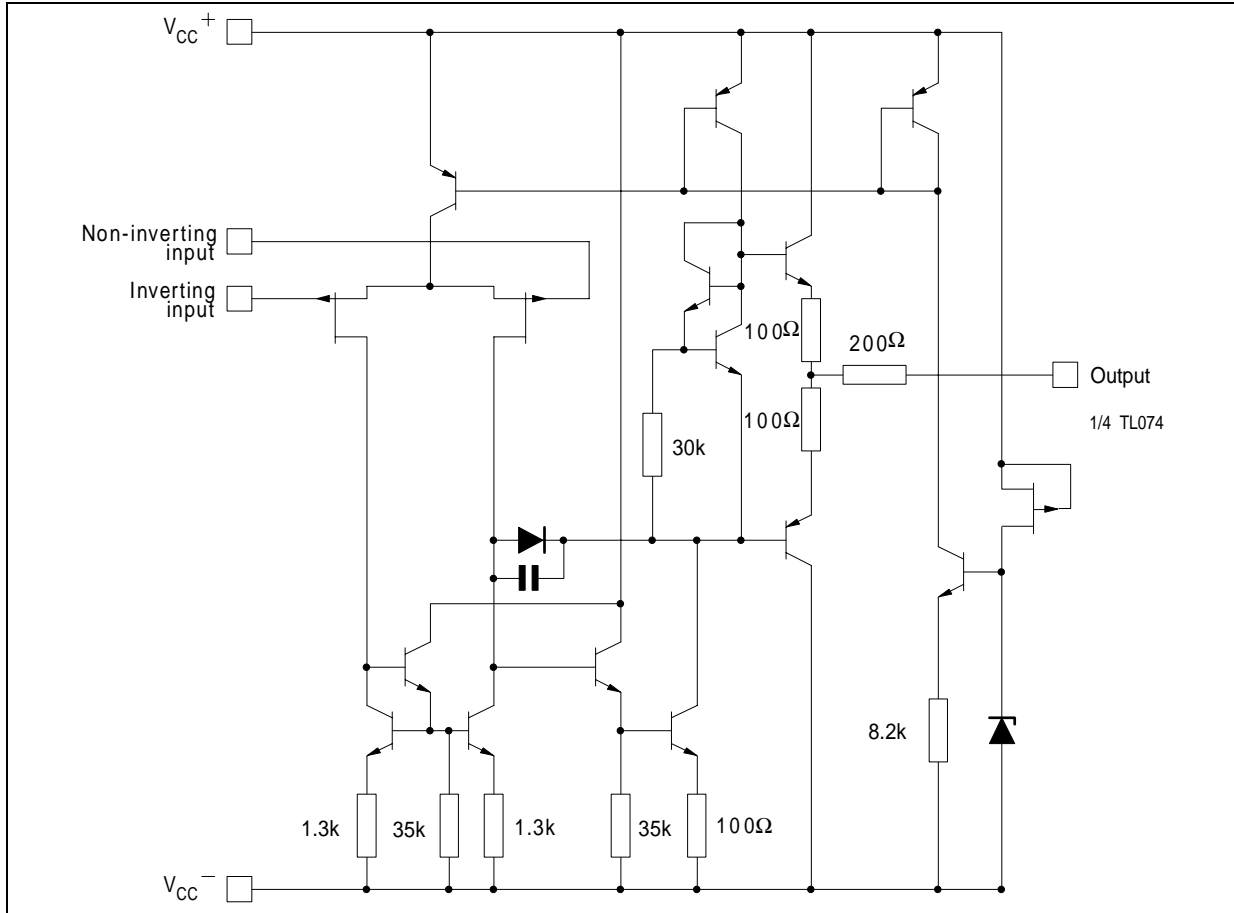 VCC+
Non-inverting
input
Inverting
input
100Ω
200Ω
Output
100Ω
1/4 TL074
30k
8.2k
1.3k
35k
1.3k
35k
100Ω
VCC−